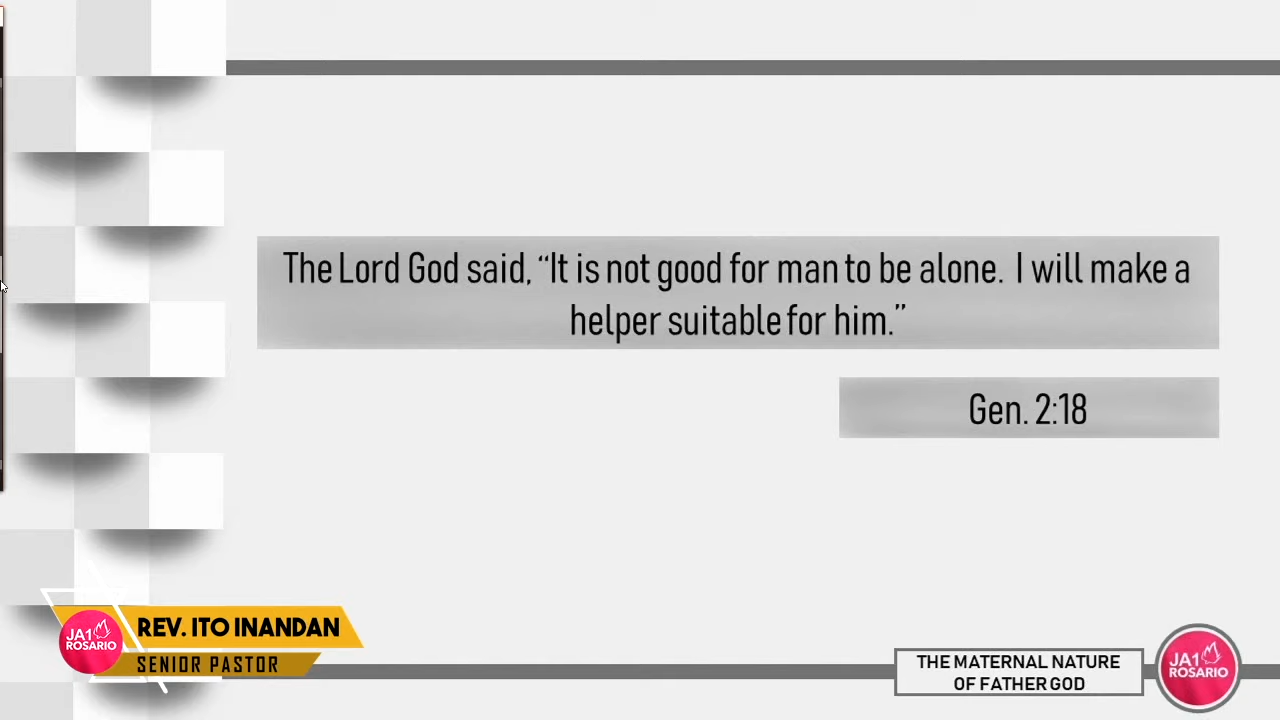 The Lord God said, “It is not good for man to be alone. I will make a
helper suitable for him.”
Gen. 2:18
REV. ITO INANDAN
SENIOR PASTOR
JA1
ROSARIO
THE MATERNAL NATURE
OF FATHER GOD
JA1
ROSARIO